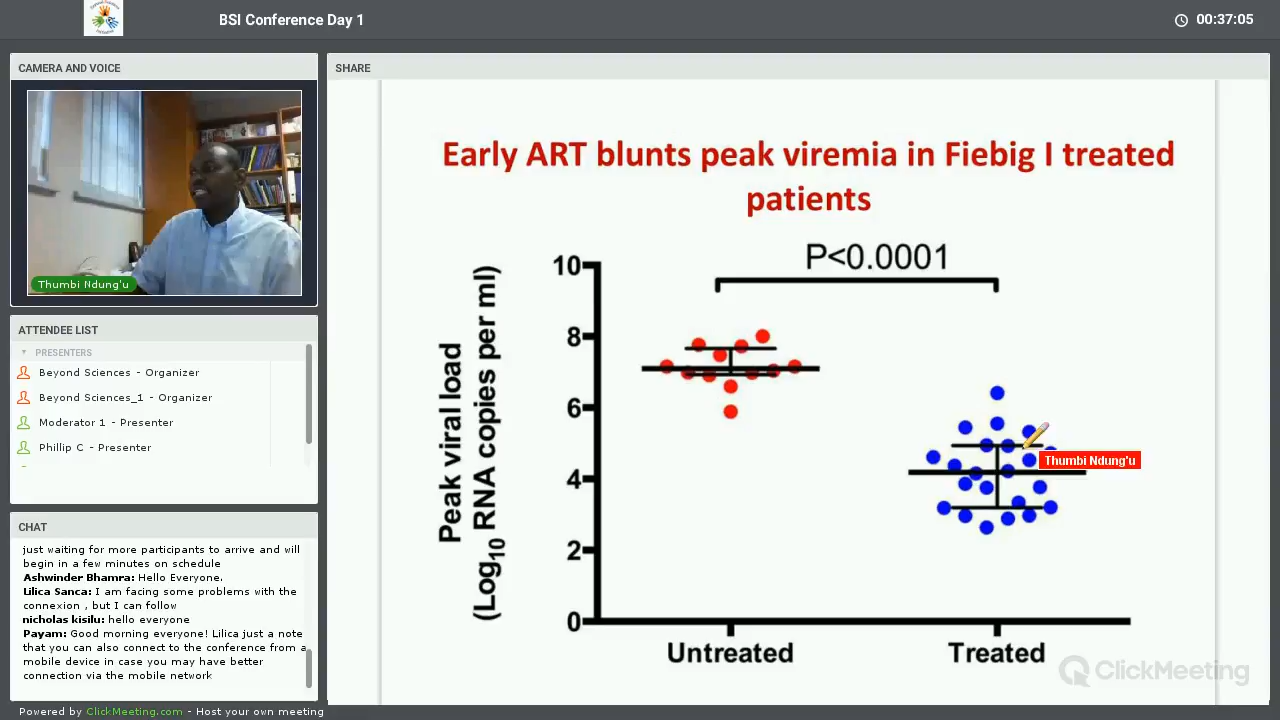 BSI Conference Day 1
00:37:05
CAMERA AND VOICE
Thumbi Ndung'u
ATTENDEE LIST
PRESENTERS
Beyond Sciences - Organizer
Beyond Sciences_1 - Organizer
Moderator 1 - Presenter
Phillip C - Presenter
CHAT
just waiting for more participants to arrive and will
begin in a few minutes on schedule
Ashwinder Bhamra: Hello Everyone.
Lilica Sanca: I am facing some problems with the
connexion , but I can follow
nicholas kisilu: hello everyone
Payam: Good morning everyone! Lilica just a note
that you can also connect to the conference from a
mobile device in case you may have better
connection via the mobile network
Powered by ClickMeeting.com - Host your own meeting
SHARE
Early ART blunts peak viremia in Fiebig I treated
patients
P<0.0001
Peak viral load
(Log10 RNA copies per ml)
10
8
6
4
2
0
Thumbi Ndung'u
Untreated
Treated
ClickMeeting